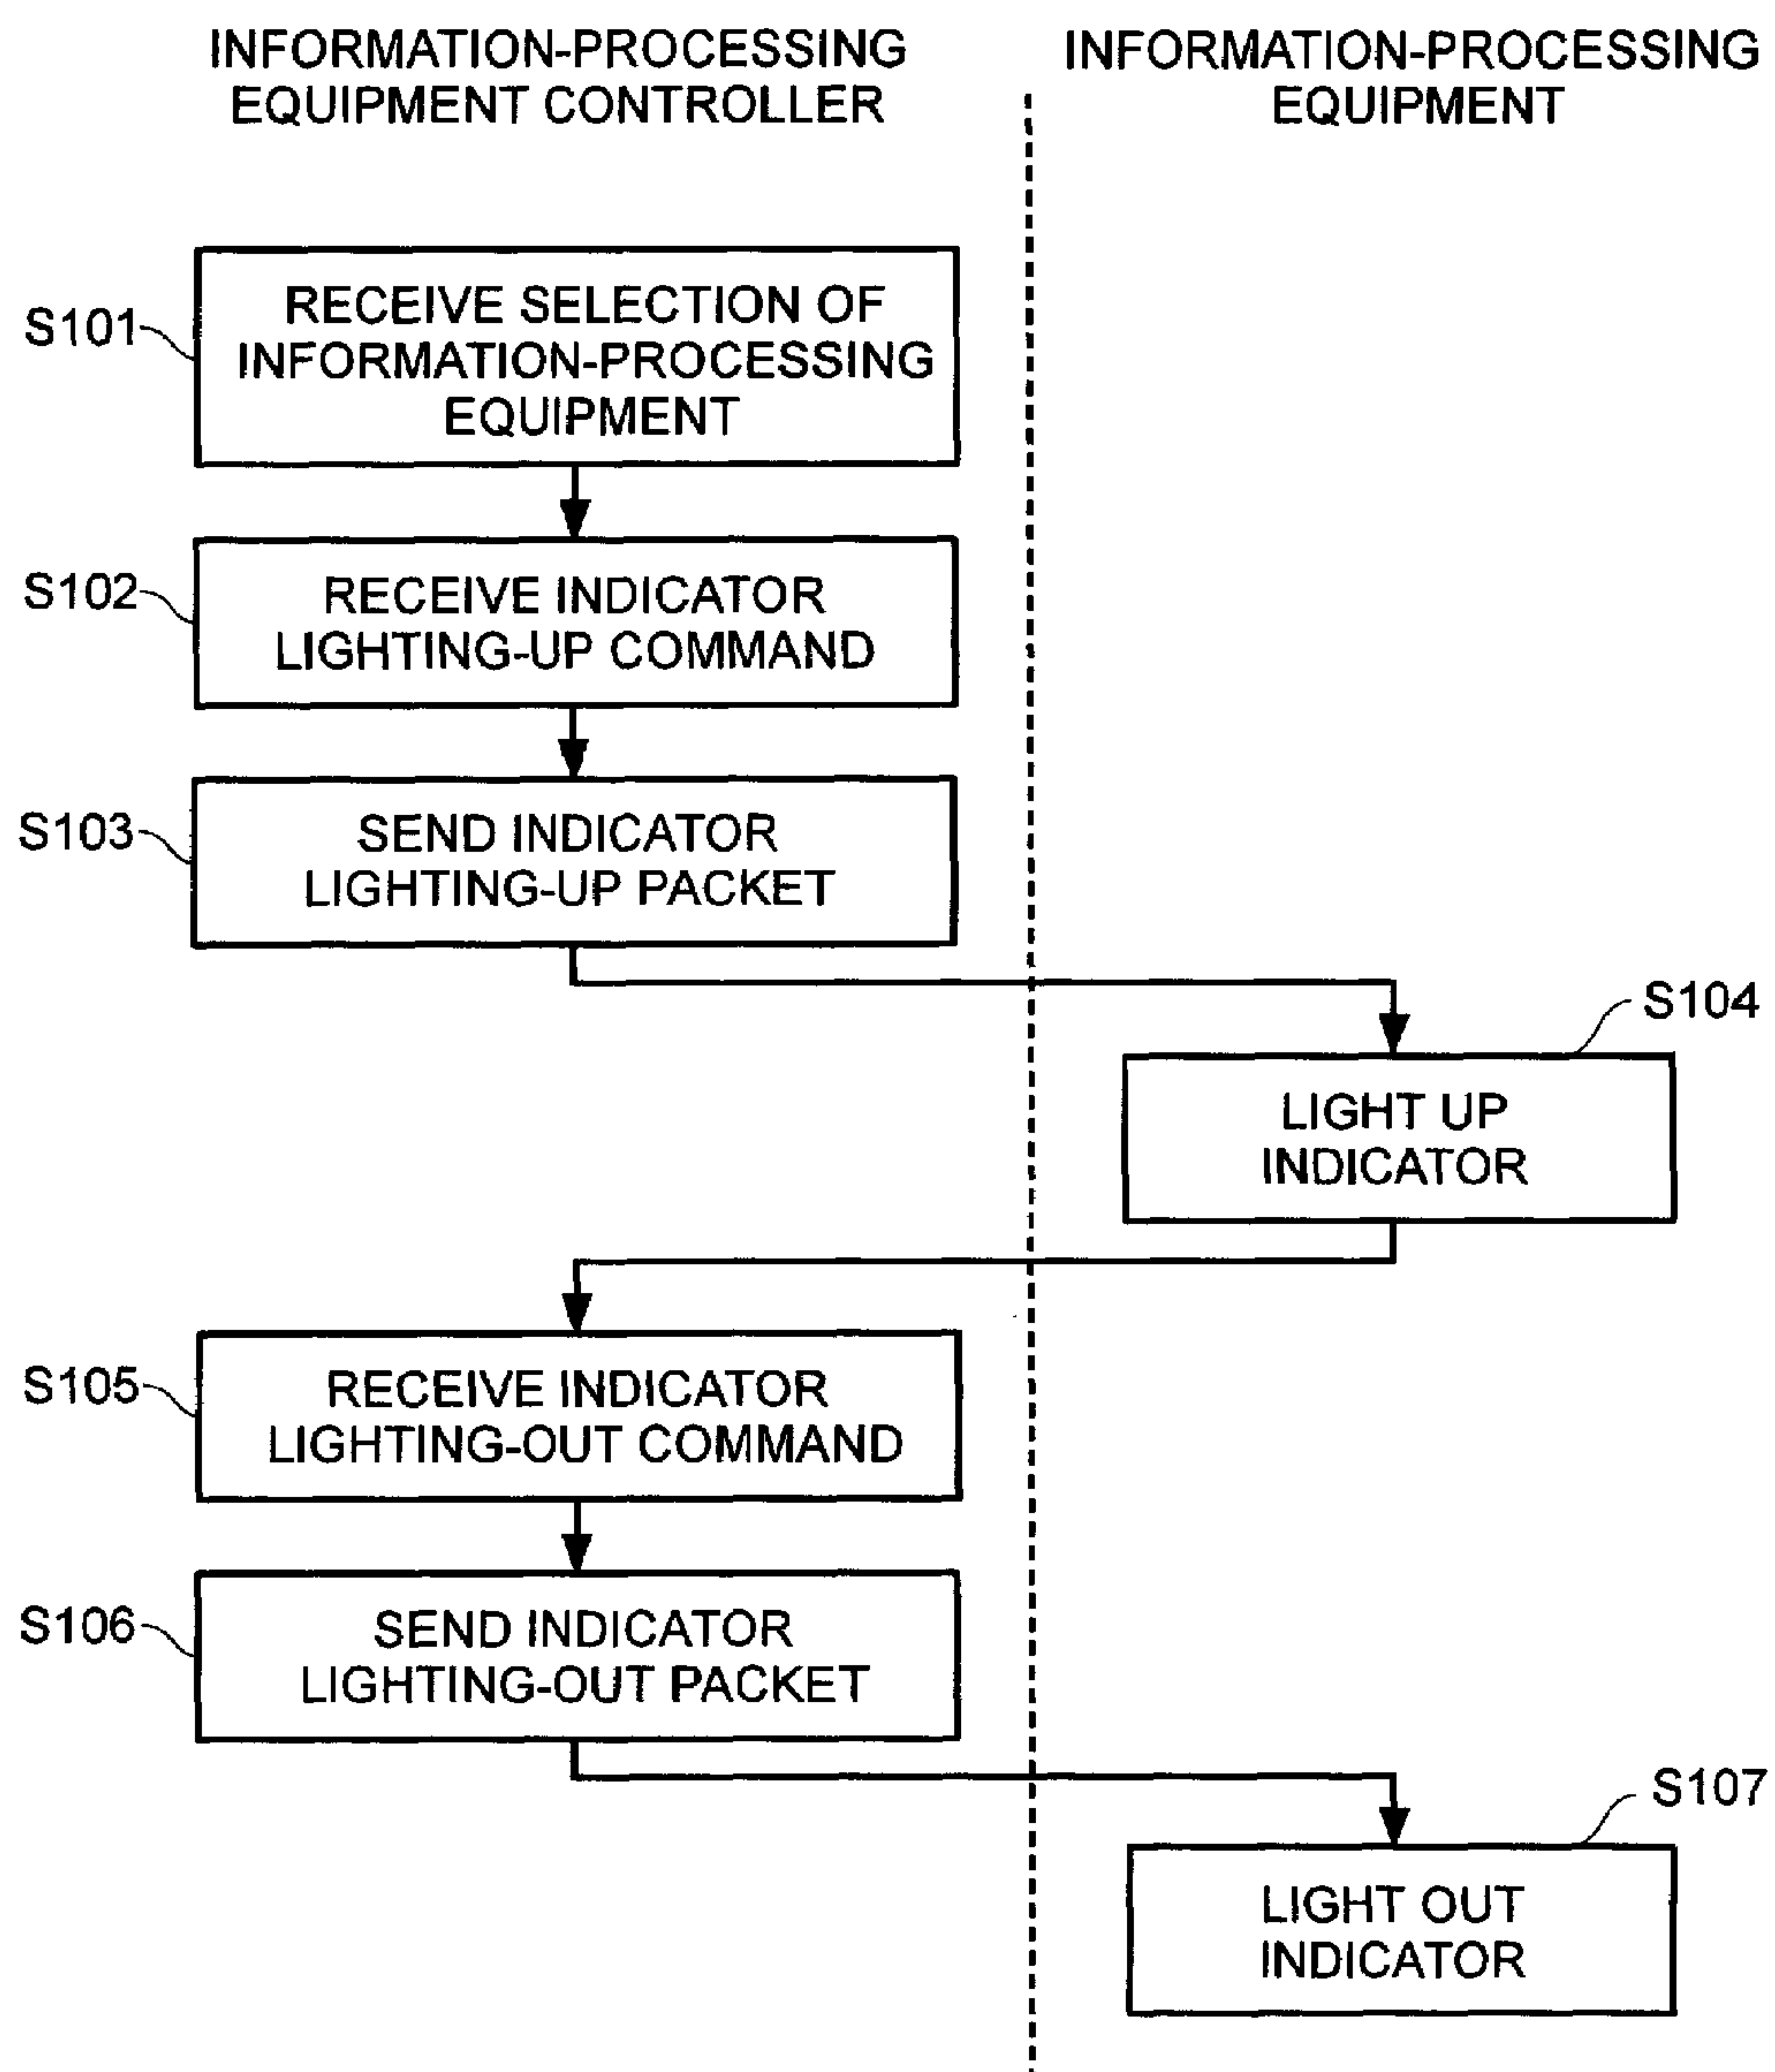 INFORMATION-PROCESSING
EQUIPMENT CONTROLLER
INFORMATION-PROCESSING
EQUIPMENT
S101
RECEIVE SELECTION OF
INFORMATION-PROCESSING
EQUIPMENT
S102
RECEIVE INDICATOR
LIGHTING-UP COMMAND
S103
SEND INDICATOR
LIGHTING-UP PACKET
S104
LIGHT UP
INDICATOR
S105
RECEIVE INDICATOR
LIGHTING-OUT COMMAND
S106
SEND INDICATOR
LIGHTING-OUT PACKET
S107
LIGHT OUT
INDICATOR